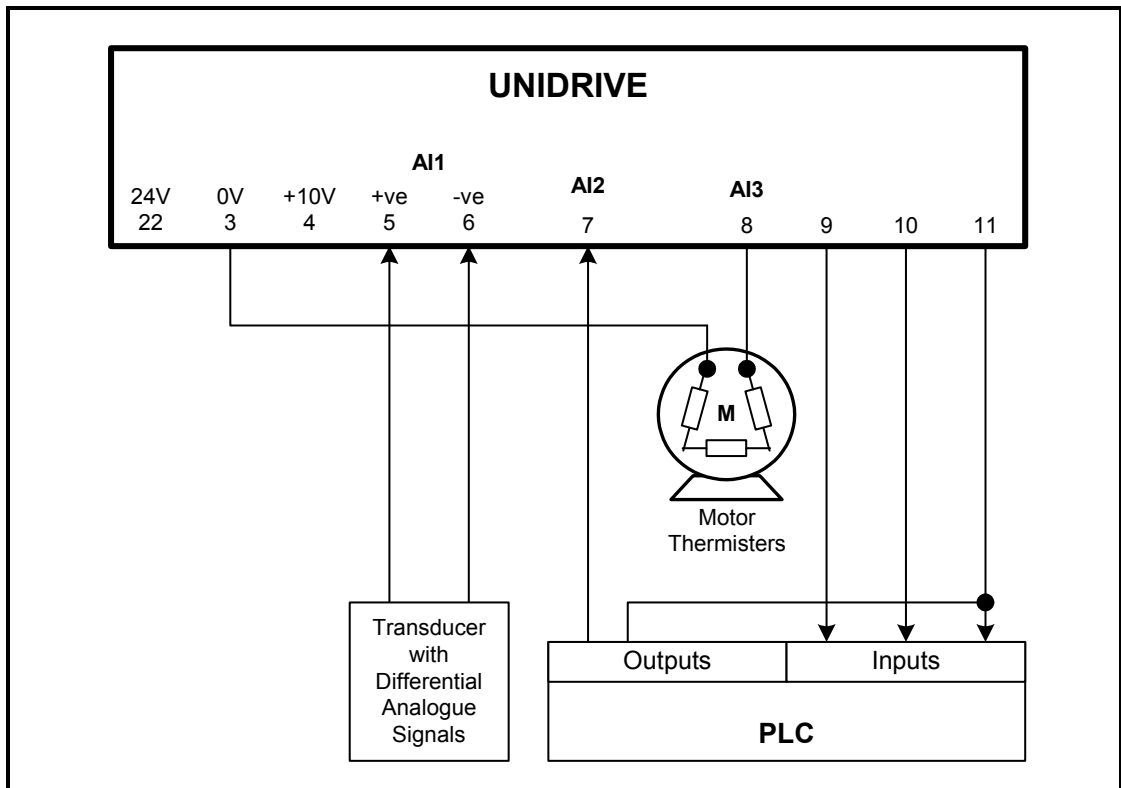 UNIDRIVE
AI1
AI2
AI3
24V 0V +10V +ve -ve
22 3 4 5 6 7 8 9 10 11
M
Motor
Thermisters
Transducer
with
Differential
Analogue
Signals
Outputs Inputs
PLC